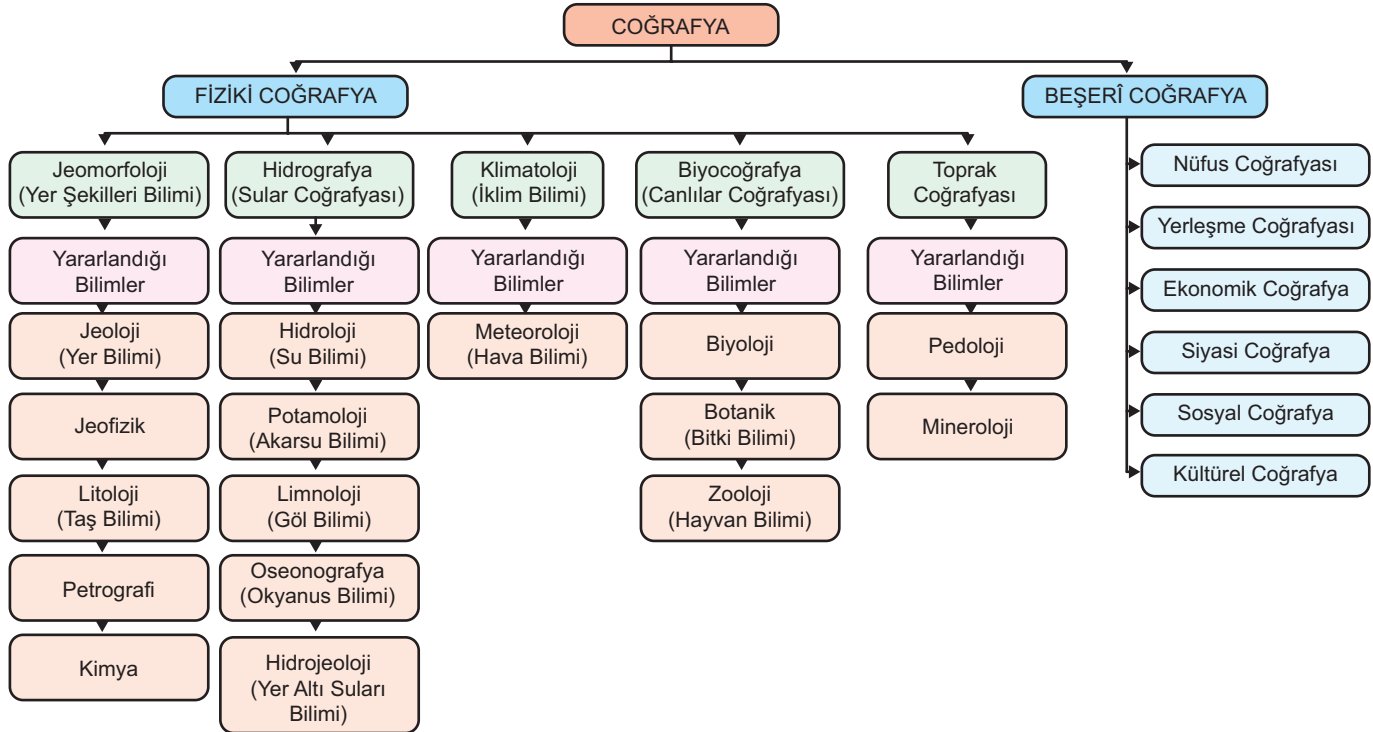 COĞRAFYA
FİZİKİ COĞRAFYA
BEŞERÎ COĞRAFYA
Jeomorfoloji
(Yer Şekilleri Bilimi)
Yararlandığı
Bilimler
Jeoloji
(Yer Bilimi)
Jeofizik
Litoloji
(Taş Bilimi)
Petrografi
Kimya
Hidrografya
(Sular Coğrafyası)
Yararlandığı
Bilimler
Hidroloji
(Su Bilimi)
Potamoloji
(Akarsu Bilimi)
Limnoloji
(Göl Bilimi)
Oseonografya
(Okyanus Bilimi)
Hidrojeoloji
(Yer Altı Suları
Bilimi)
Klimatoloji
(İklim Bilimi)
Yararlandığı
Bilimler
Meteoroloji
(Hava Bilimi)
Biyocoğrafya
(Canlılar Coğrafyası)
Yararlandığı
Bilimler
Biyoloji
Botanik
(Bitki Bilimi)
Zooloji
(Hayvan Bilimi)
Toprak
Coğrafyası
Yararlandığı
Bilimler
Pedoloji
Mineroloji
Nüfus Coğrafyası
Yerleşme Coğrafyası
Ekonomik Coğrafya
Siyasi Coğrafya
Sosyal Coğrafya
Kültürel Coğrafya